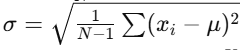 σ = √(1/(N−1) ∑(xᵢ − μ)²)